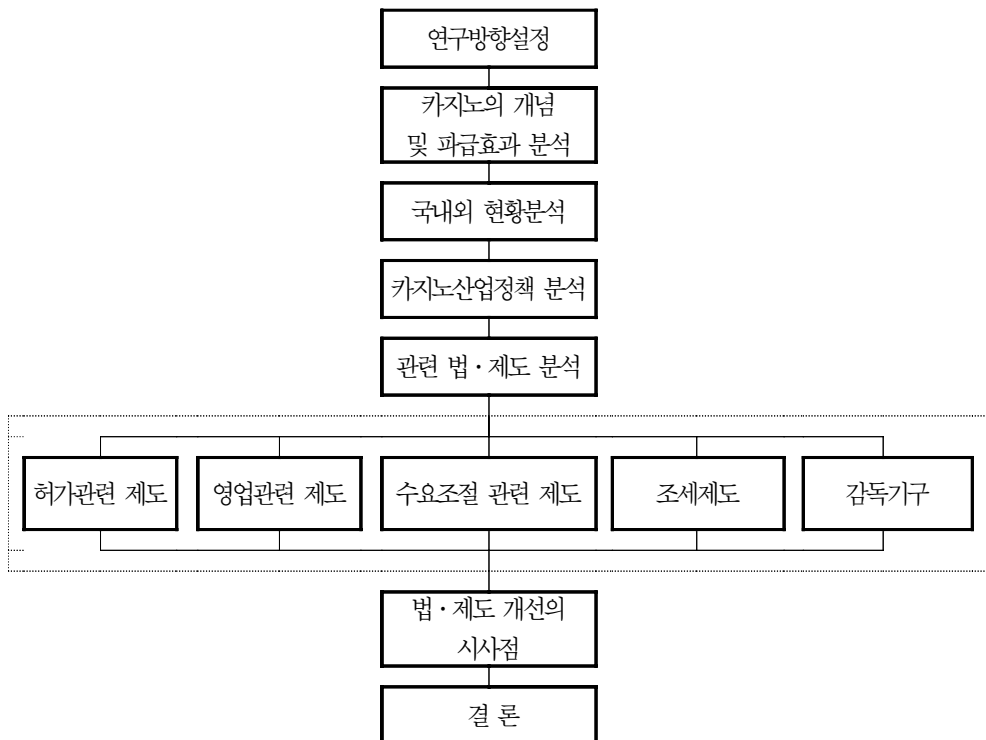 연구방향설정
카지노의 개념
및 파급효과 분석
국내외 현황분석
카지노산업정책 분석
관련 법·제도 분석
허가관련 제도
영업관련 제도
수요조절 관련 제도
조세제도
감독기구
법·제도 개선의
시사점
결 론